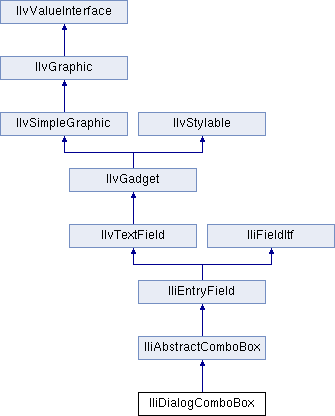 IlvValueInterface
IlvGraphic
IlvSimpleGraphic
IlvStylable
IlvGadget
IlvTextField
IliFieldItf
IliEntryField
IliAbstractComboBox
IliDialogComboBox